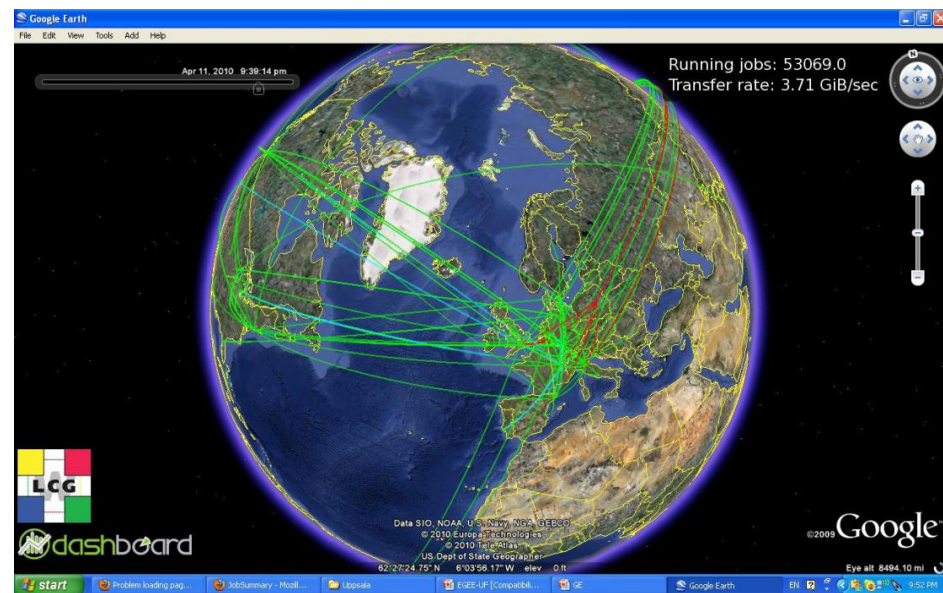 Google Earth
File Edit View Tools Add Help
Apr 11, 2010 9:39:14 pm
Running jobs: 53069.0
Transfer rate: 3.71 GiB/sec
N
LCG
dashboard
Data SIO, NOAA, U.S. Navy, NGA, GEBCO
© 2010 Europa Technologies
© 2010 Tele Atlas
US Dept of State Geographer
©2009 Google
62°27'24.75" N 6°03'56.17" W elev 0 ft
Eye alt 8494.10 mi
start Problem loading pag... JobSummary - Mozill... Uppsala EGEE-UF [Compatibili... GE Google Earth EN 9:52 PM